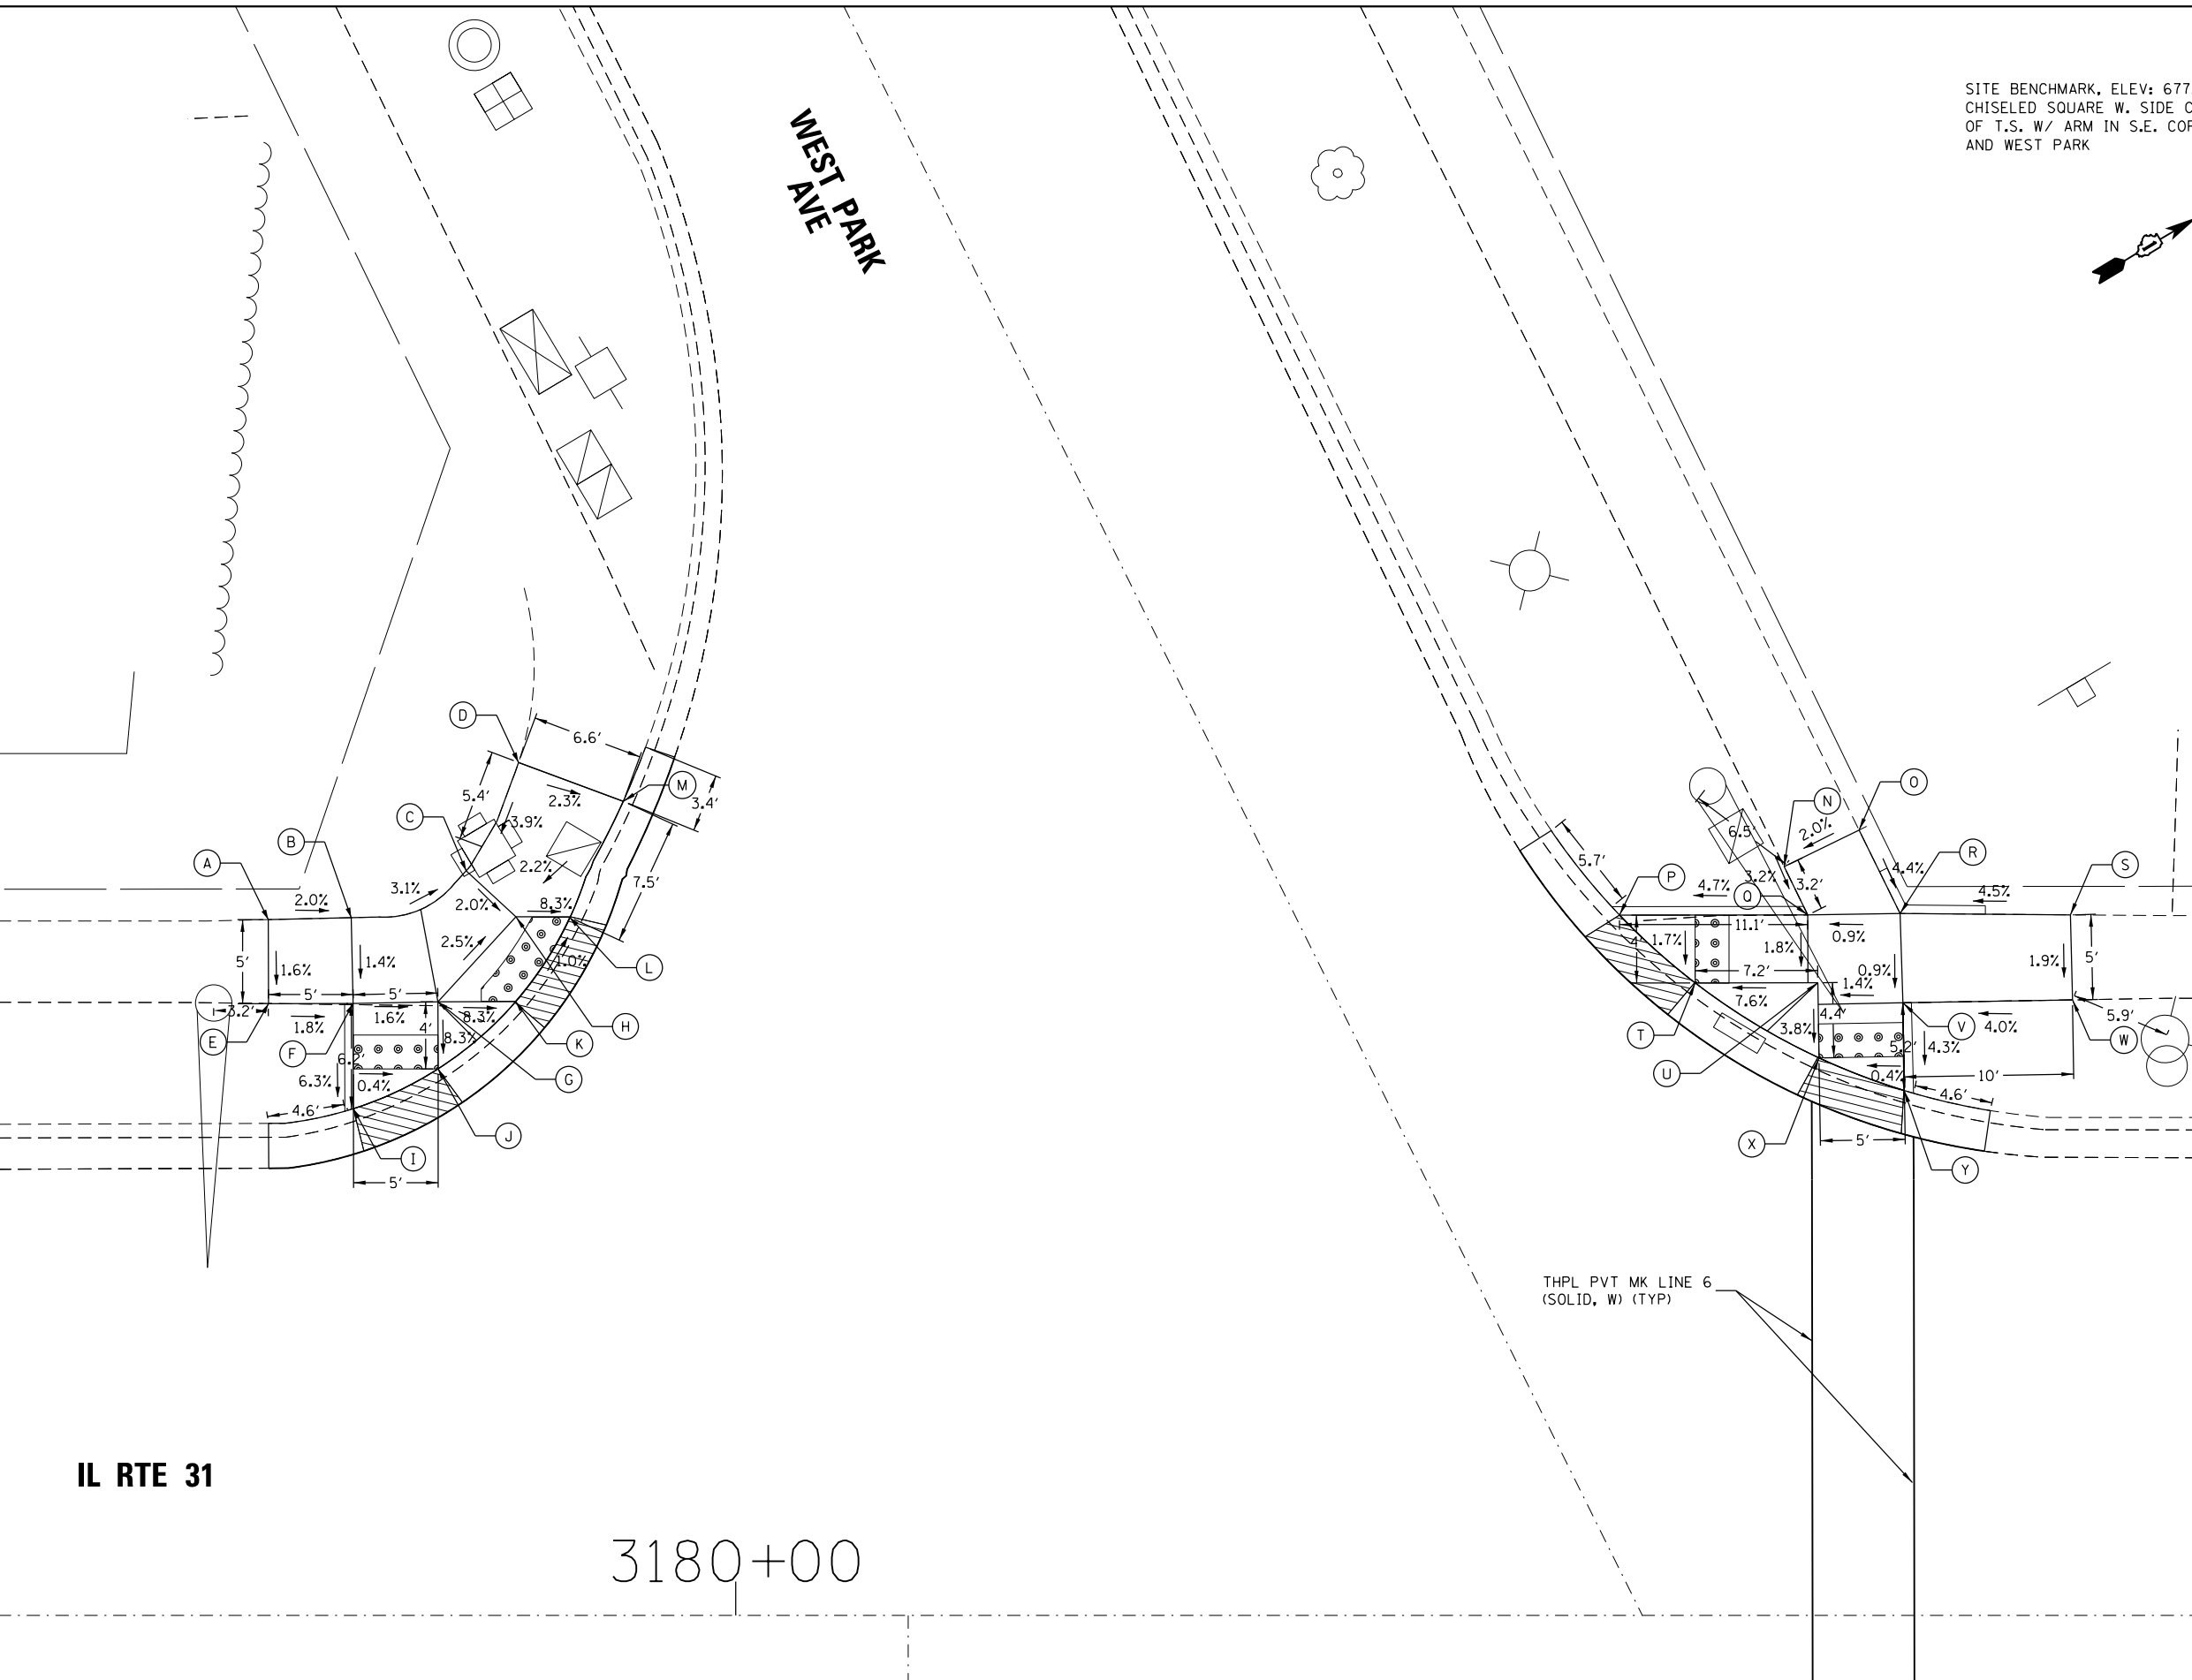 SITE BENCHMARK, ELEV: 677
CHISELED SQUARE W. SIDE
OF T.S. W/ ARM IN S.E.
AND WEST PARK
WEST PARK
AVE
D
6.6'
M
5.4'
2.3%
3.4'
C
3.9%
B
2.2%
A
7.5'
3.1%
2.0%
2.0%
8.3%
2.5%
5'
1.6%
1.4%
1.0%
L
5'
5'
3.2'
1.8%
1.6%
4'
8.3%
H
E
F
8.3%
K
6.2'
G
6.3%
0.4%
4.6'
J
I
5'
O
N
6.5'
2.0%
5.7'
R
S
P
4.7%
3.2%
3.2'
4.4%
4.5%
Q
11.1'
4'
1.7%
1.8%
0.9%
7.2'
0.9%
1.9%
5'
7.6%
1.4%
4.4'
5.9'
T
3.8%
V
4.0%
W
5.2'
4.3%
U
0.4%
10'
4.6'
X
5'
Y
THPL PVT MK LINE 6
(SOLID, W) (TYP)
IL RTE 31
3180+00